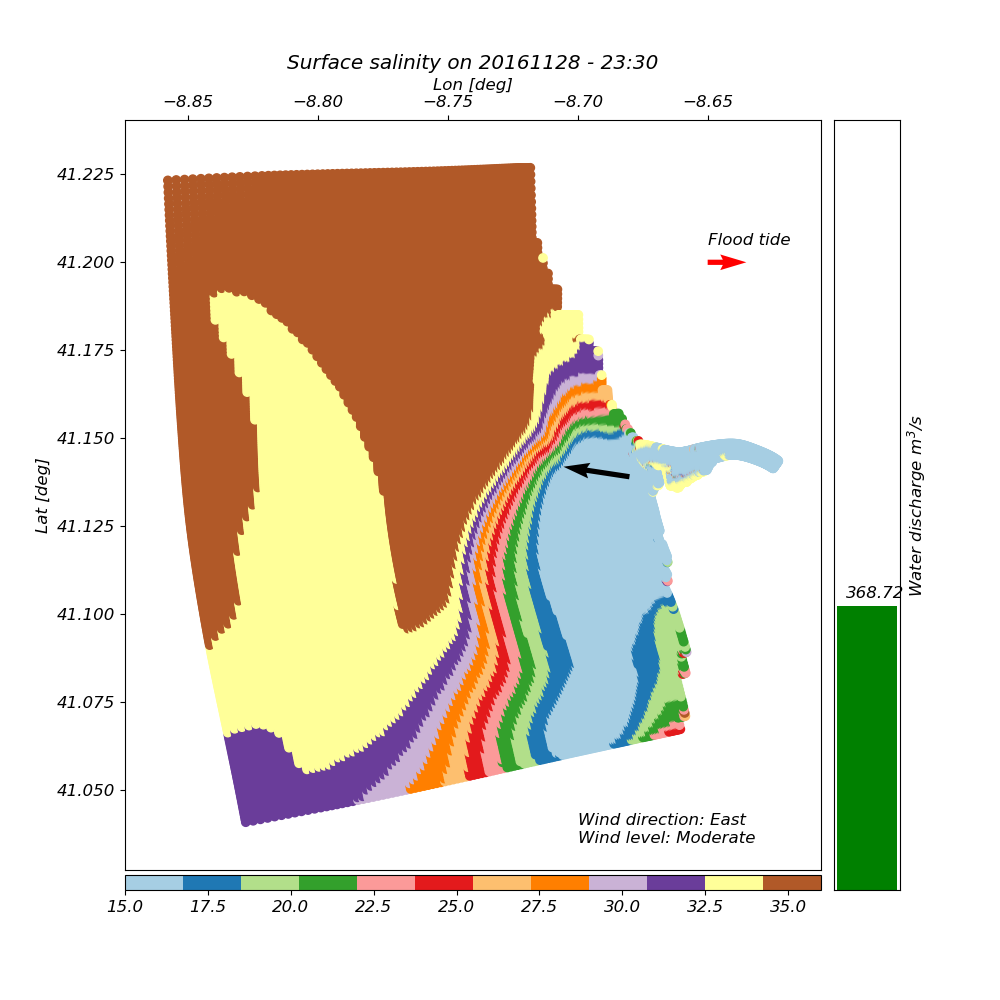 Surface salinity on 20161128 - 23:30
Lon [deg]
−8.85 −8.80 −8.75 −8.70 −8.65
41.225
41.200
41.175
41.150
41.125
41.100
41.075
41.050
Lat [deg]
Flood tide
Wind direction: East
Wind level: Moderate
368.72
Water discharge m³/s
15.0 17.5 20.0 22.5 25.0 27.5 30.0 32.5 35.0